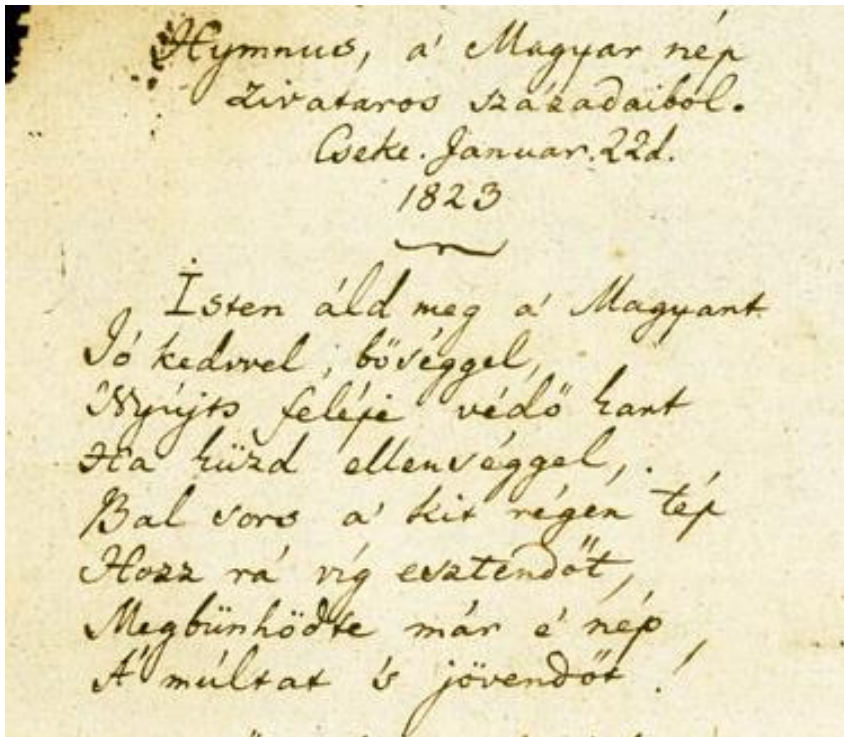 Hymnus, a' Magyar nép
zivataros századaiból.
Cseke. Januar. 22d.
1823
Isten áld meg a' Magyart
Jó kedvvel, bőséggel,
Nyújts feléje védő kart
Ha küzd ellenséggel,
Bal sors a' kit régen tép
Hozz rá víg esztendőt,
Megbűnhödte már e' nép
A' múltat 's jövendőt!